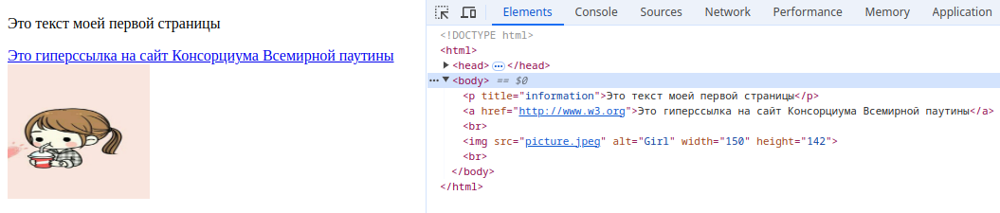 Это текст моей первой страницы
Это гиперссылка на сайт Консорциума Всемирной паутины
Elements Console Sources Network Performance Memory Application
<!DOCTYPE html>
<html>
▶<head> ⋯ </head>
⋯ ▼<body> == $0
<p title="information">Это текст моей первой страницы</p>
<a href="http://www.w3.org">Это гиперссылка на сайт Консорциума Всемирной паутины</a>
<br>
<img src="picture.jpeg" alt="Girl" width="150" height="142">
<br>
</body>
</html>